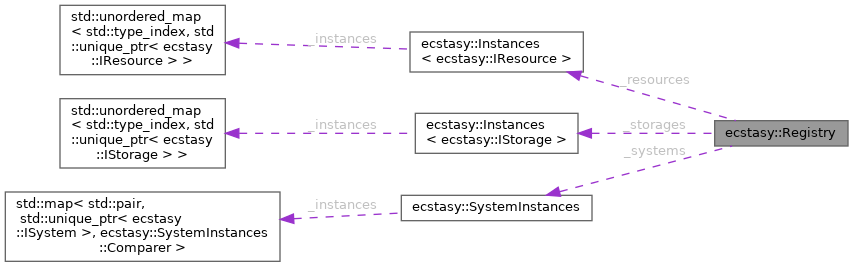 std::unordered_map
< std::type_index, std
::unique_ptr< ecstasy
::IResource > >
_instances
ecstasy::Instances
< ecstasy::IResource >
_resources
std::unordered_map
< std::type_index, std
::unique_ptr< ecstasy
::IStorage > >
_instances
ecstasy::Instances
< ecstasy::IStorage >
_storages
ecstasy::Registry
_systems
std::map< std::pair,
std::unique_ptr< ecstasy
::ISystem >, ecstasy::SystemInstances
::Comparer >
_instances
ecstasy::SystemInstances